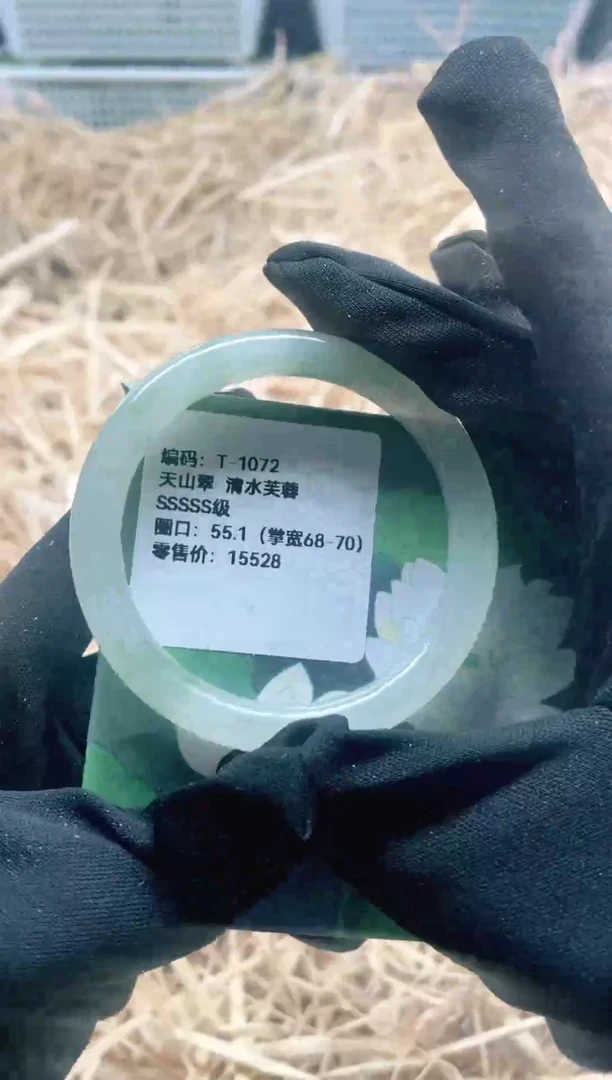 编码：T-1072
天山翠 清水芙蓉
SSSSS级
圈口：55.1（掌宽68-70）
零售价：15528